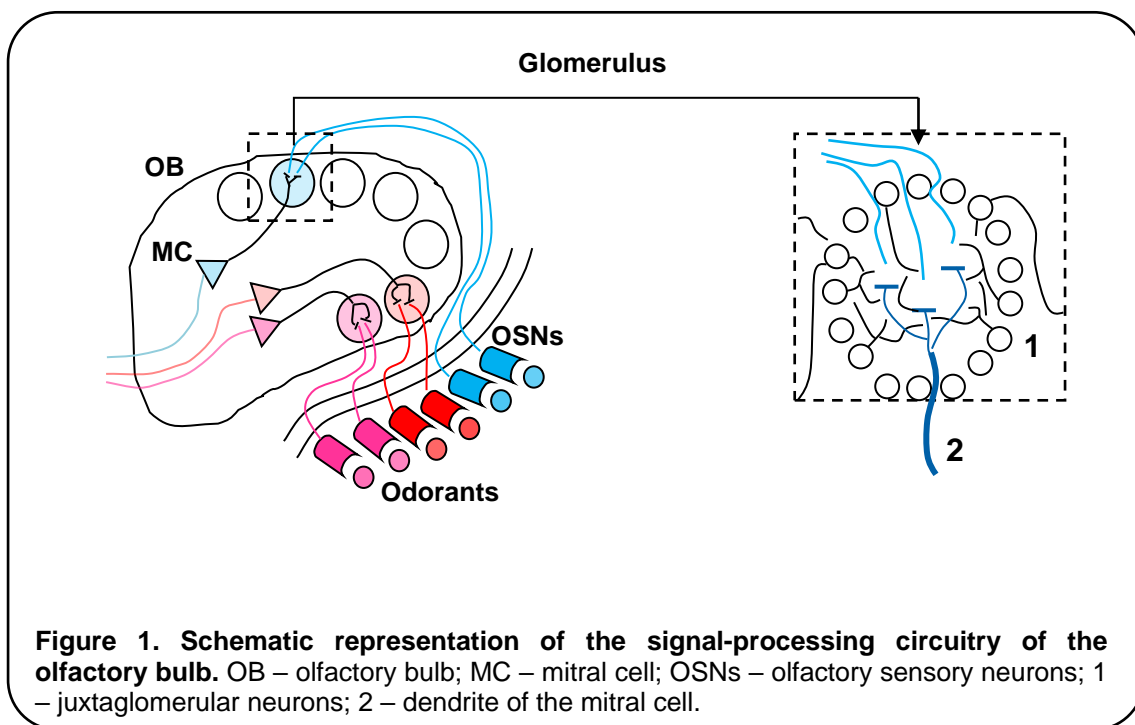 Glomerulus
OB
MC
OSNs
Odorants
1
2
Figure 1. Schematic representation of the signal-processing circuitry of the
olfactory bulb. OB – olfactory bulb; MC – mitral cell; OSNs – olfactory sensory neurons; 1
– juxtaglomerular neurons; 2 – dendrite of the mitral cell.